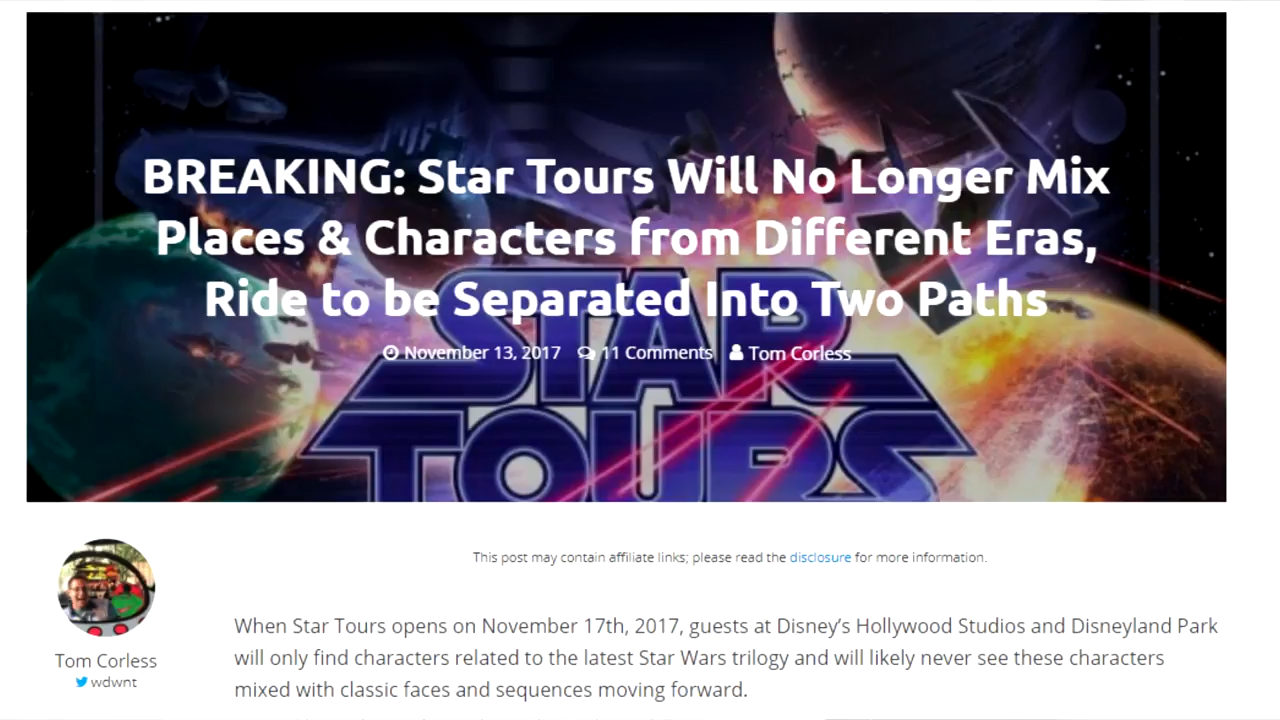 BREAKING: Star Tours Will No Longer Mix
Places & Characters from Different Eras,
Ride to be Separated Into Two Paths
November 13, 2017 11 Comments Tom Corless
STAR
TOURS
This post may contain affiliate links; please read the disclosure for more information.
When Star Tours opens on November 17th, 2017, guests at Disney’s Hollywood Studios and Disneyland Park
will only find characters related to the latest Star Wars trilogy and will likely never see these characters
mixed with classic faces and sequences moving forward.
Tom Corless
wdwnt